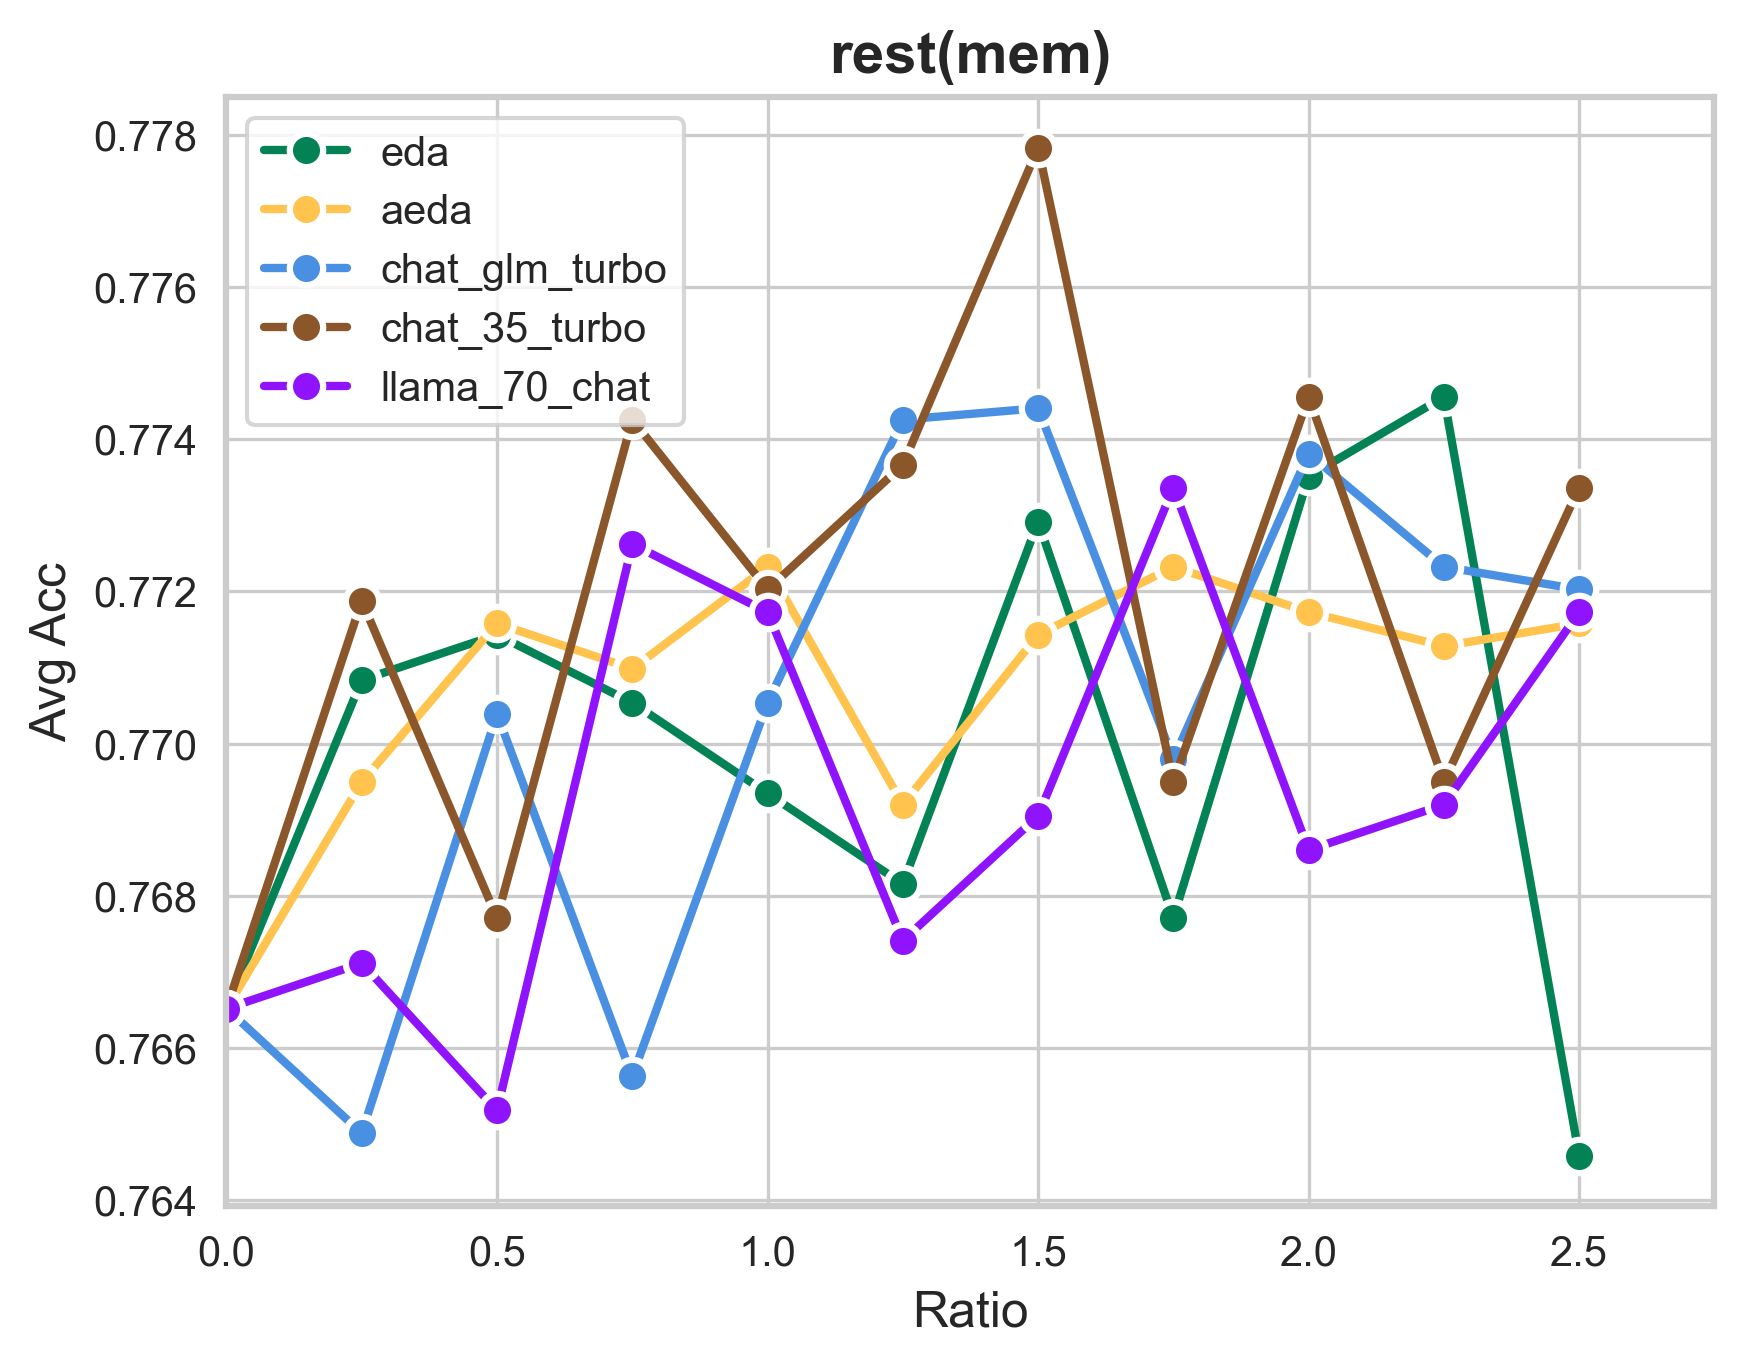 rest(mem)
eda
aeda
chat_glm_turbo
chat_35_turbo
llama_70_chat
0.778
0.776
0.774
0.772
0.770
0.768
0.766
0.764
Avg Acc
0.0 0.5 1.0 1.5 2.0 2.5
Ratio